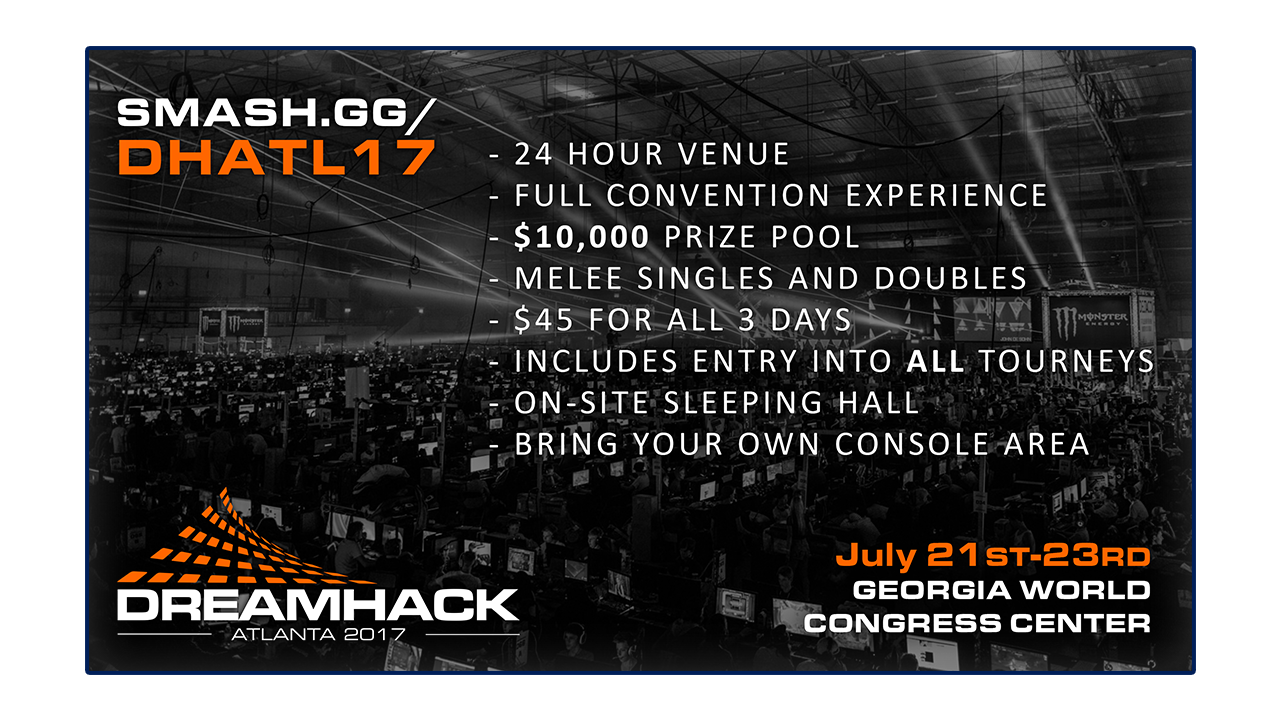 SMASH.GG/
DHATL17
- 24 HOUR VENUE
- FULL CONVENTION EXPERIENCE
- $10,000 PRIZE POOL
- MELEE SINGLES AND DOUBLES
- $45 FOR ALL 3 DAYS
- INCLUDES ENTRY INTO ALL TOURNEYS
- ON-SITE SLEEPING HALL
- BRING YOUR OWN CONSOLE AREA
MONSTER
ENERGY
DREAMHACK
ATLANTA 2017
July 21ST-23RD
GEORGIA WORLD
CONGRESS CENTER